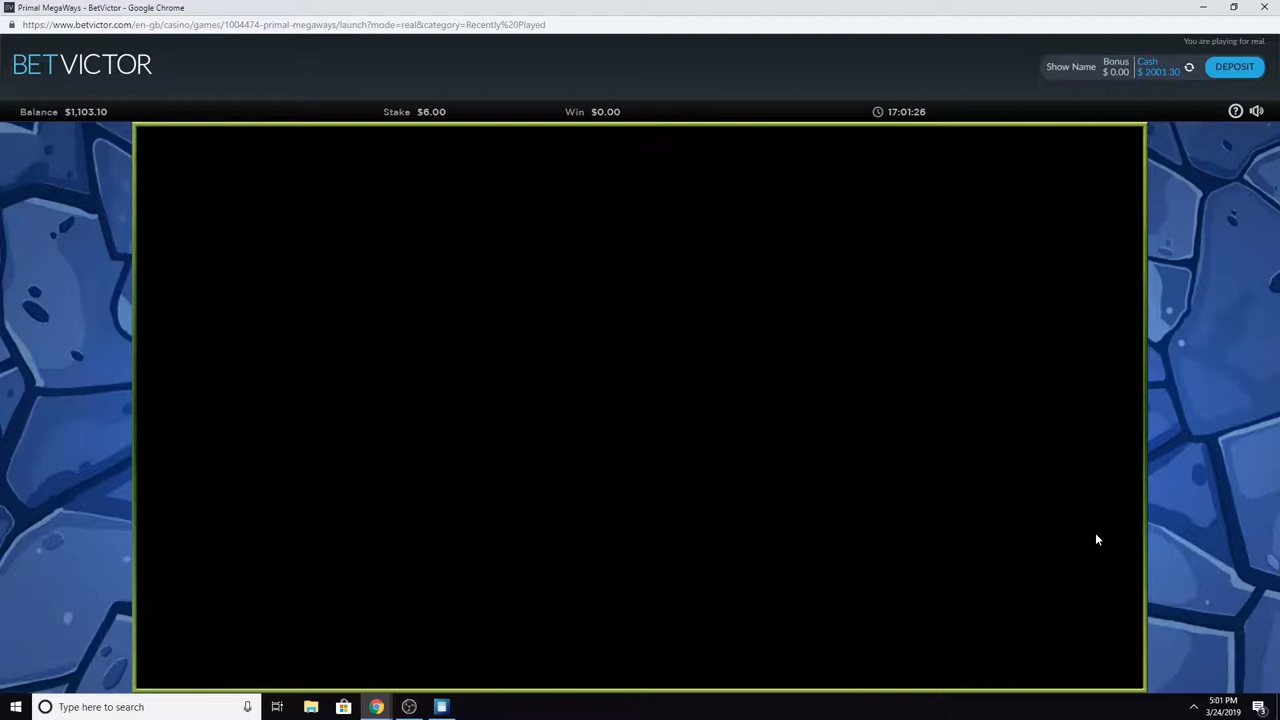 Primal MegaWays - BetVictor - Google Chrome
https://www.betvictor.com/en-gb/casino/games/1004474-primal-megaways/launch?mode=real&category=Recently%20Played
You are playing for real.
BETVICTOR
Show Name
Bonus
$ 0.00
Cash
$ 2001.30
DEPOSIT
Balance $1,103.10 Stake $6.00 Win $0.00 17:01:26
Type here to search
5:01 PM
3/24/2019
3